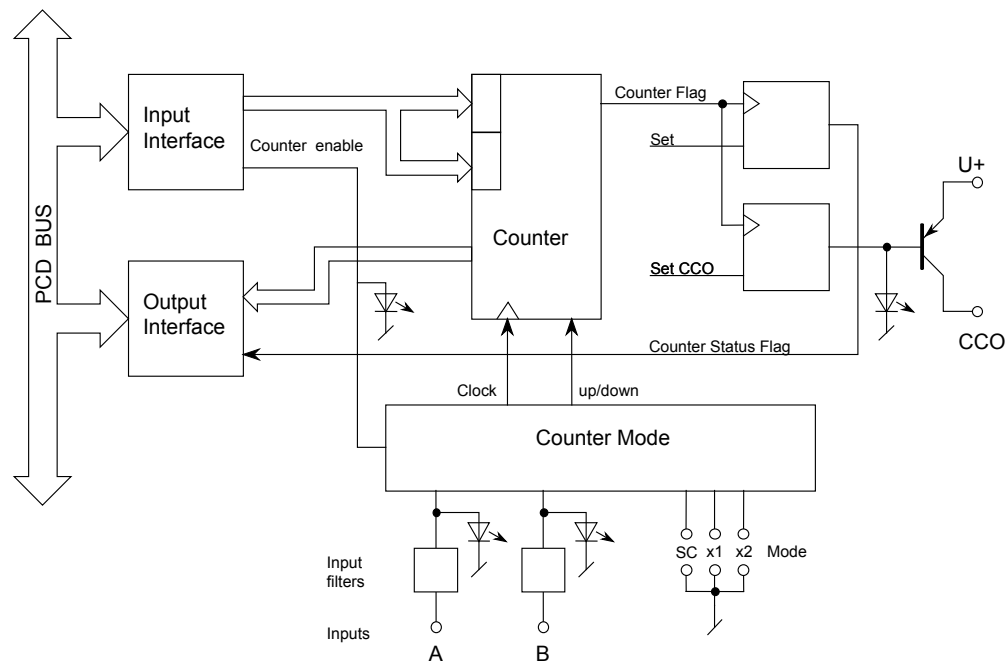 PCD BUS
Input
Interface
Counter enable
Output
Interface
Counter
Counter Flag
Set
Set CCO
U+
CCO
Counter Status Flag
Clock
up/down
Counter Mode
SC
x1
x2
Mode
Input
filters
Inputs
A
B